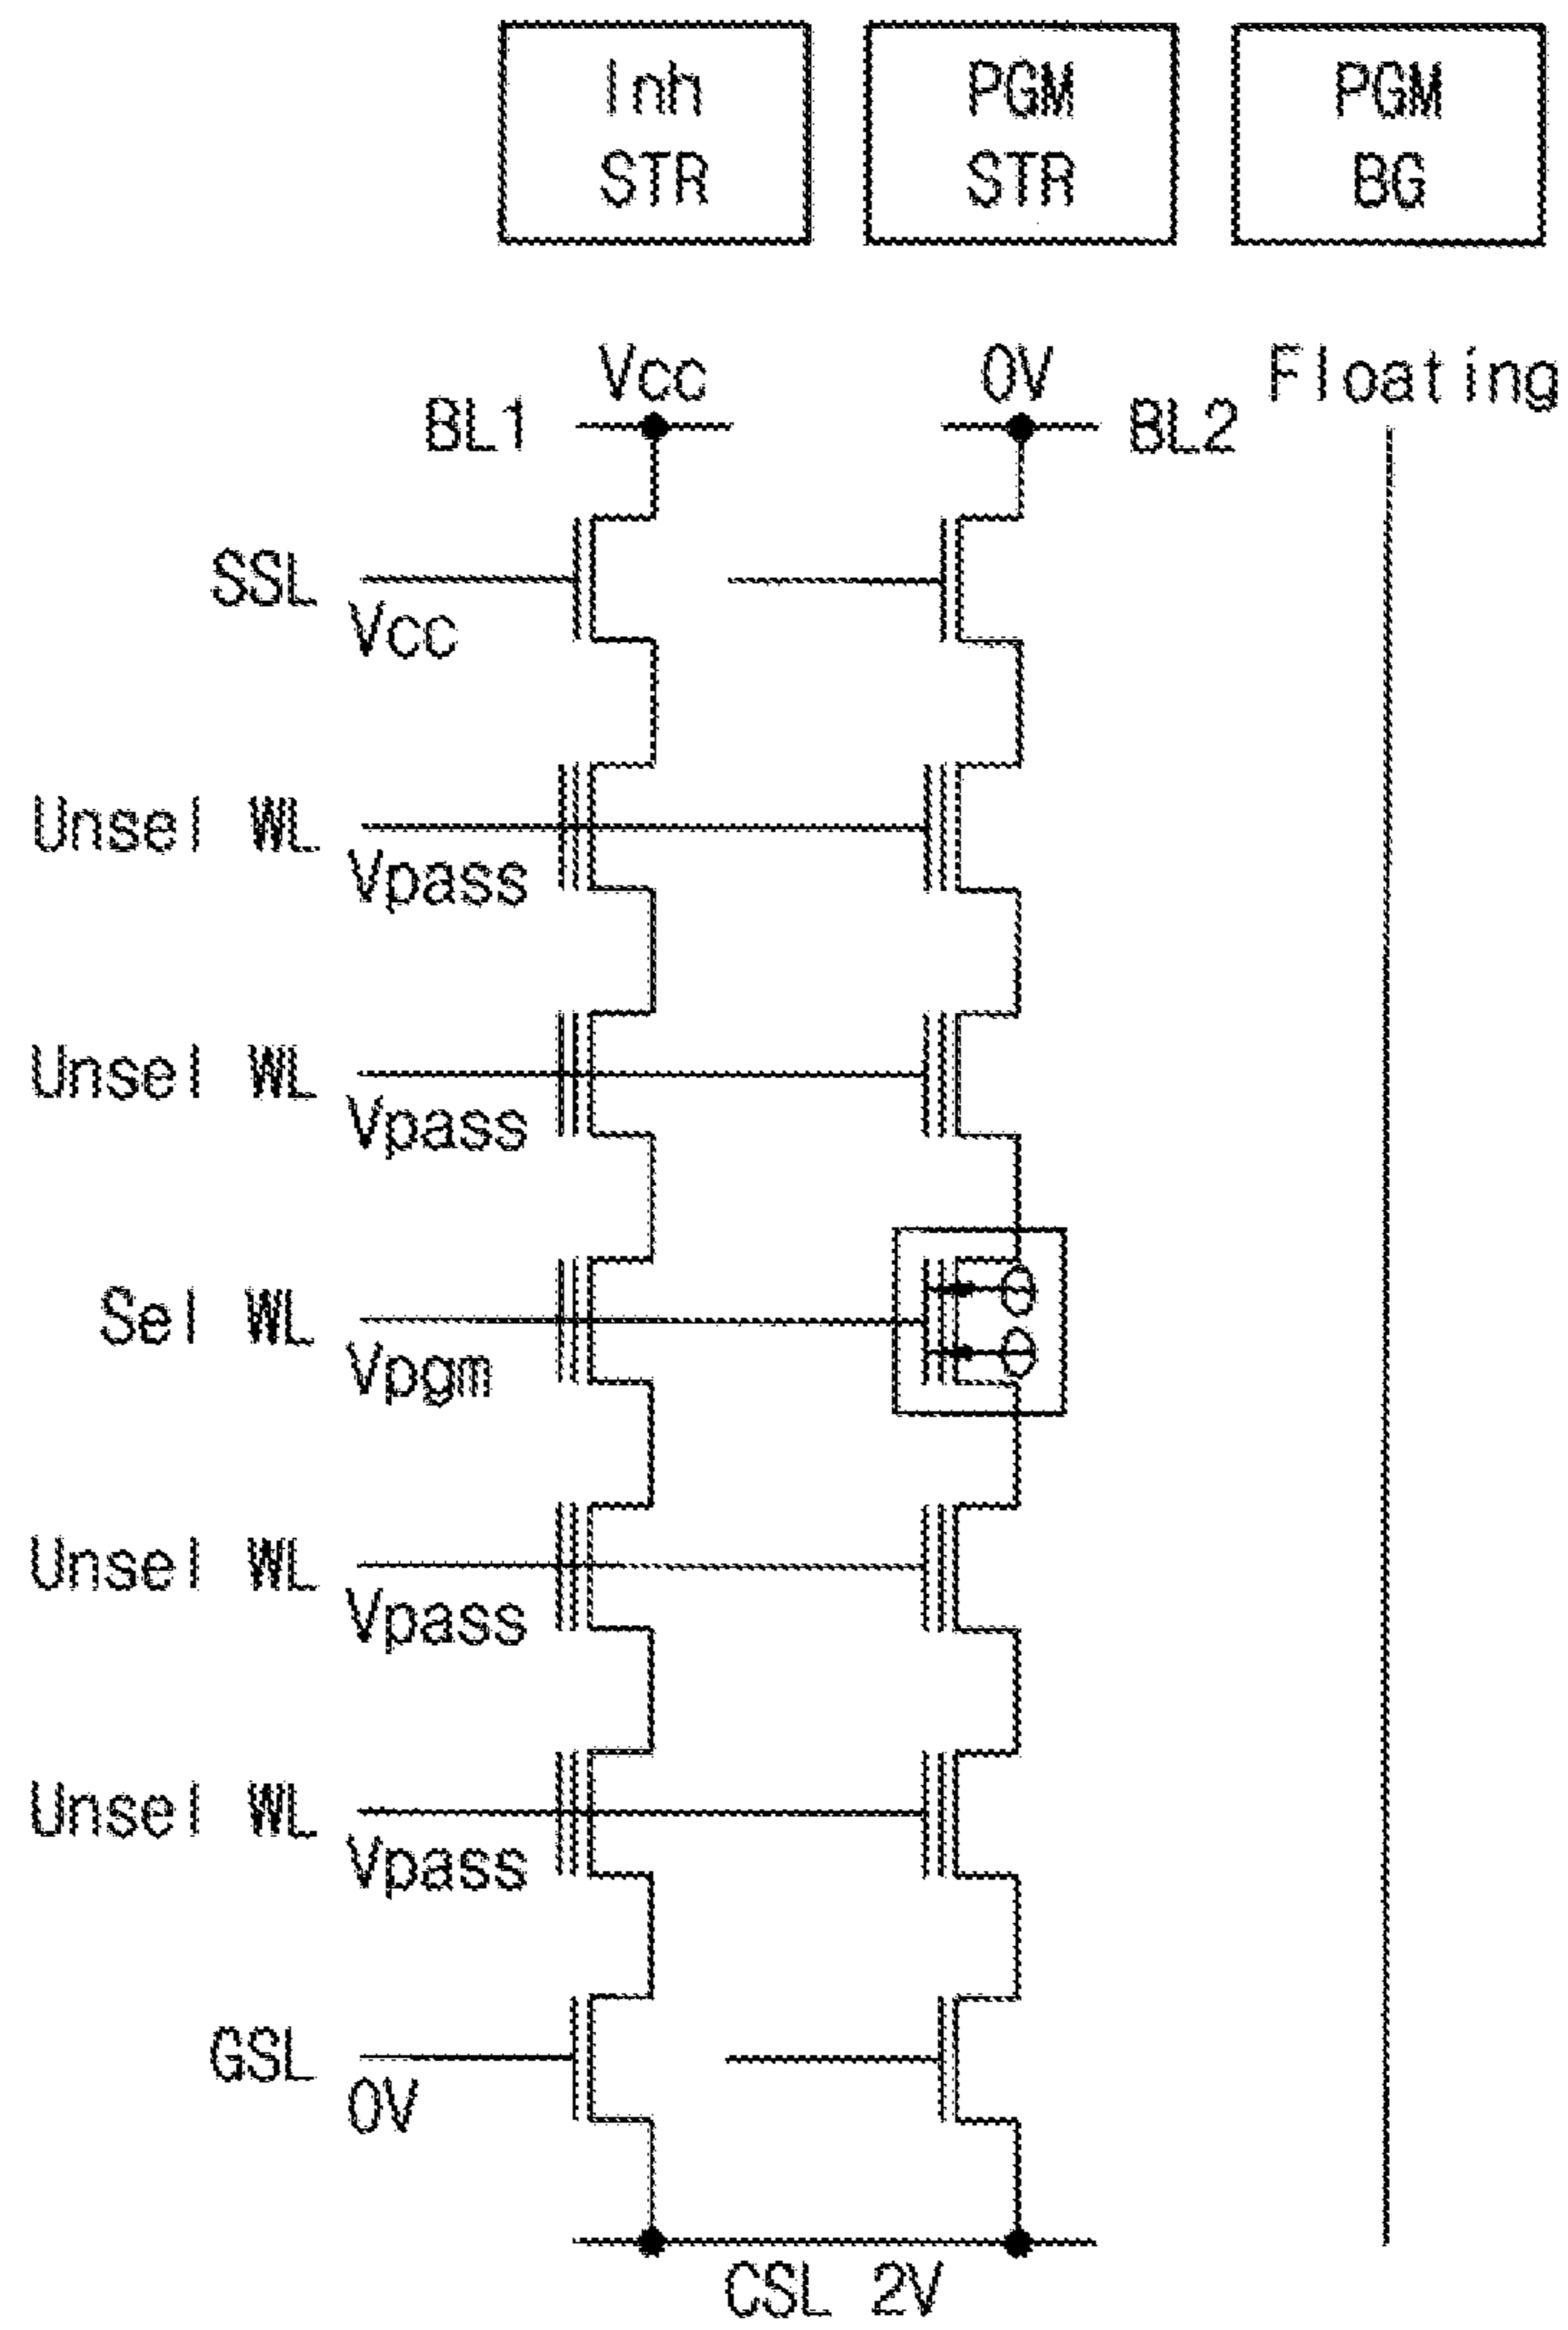 Inh
STR
PGM
STR
PGM
BG
Vcc
0V
Floating
BL1
BL2
SSL
Vcc
Unsel WL
Vpass
Unsel WL
Vpass
Sel WL
Vpgm
Unsel WL
Vpass
Unsel WL
Vpass
GSL
0V
CSL 2V